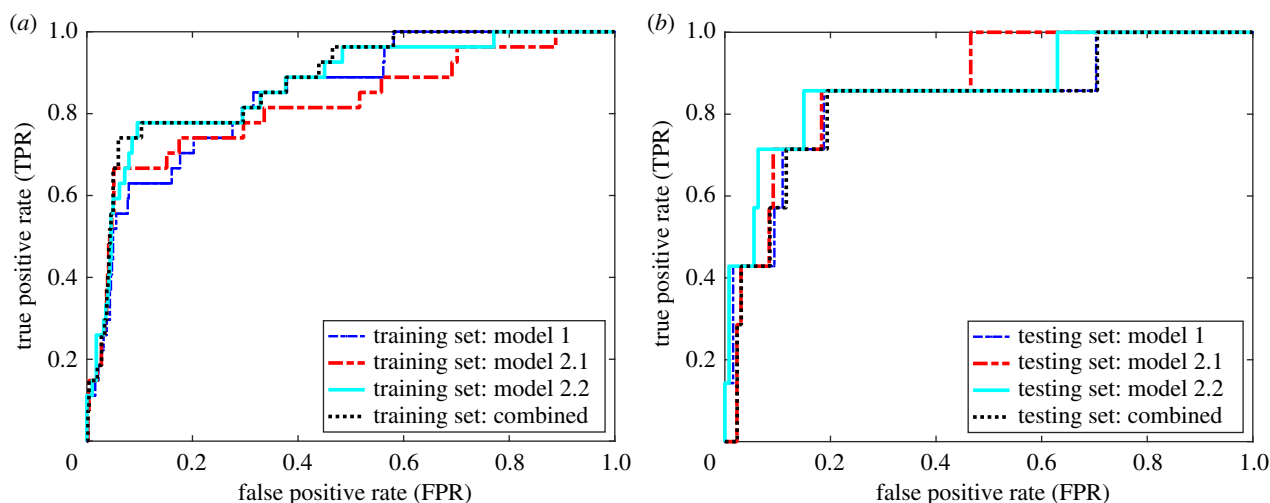 (a)
1.0
0.8
0.6
0.4
0.2
0
0.2
0.4
0.6
0.8
1.0
true positive rate (TPR)
false positive rate (FPR)
training set: model 1
training set: model 2.1
training set: model 2.2
training set: combined
(b)
1.0
0.8
0.6
0.4
0.2
0
0.2
0.4
0.6
0.8
1.0
true positive rate (TPR)
false positive rate (FPR)
testing set: model 1
testing set: model 2.1
testing set: model 2.2
testing set: combined